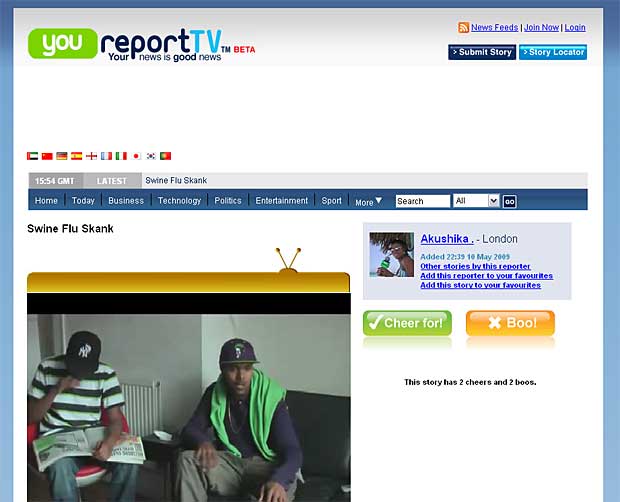 you reportTV TM BETA
Your news is good news
News Feeds | Join Now | Login
> Submit Story > Story Locator
15:54 GMT LATEST Swine Flu Skank
Home Today Business Technology Politics Entertainment Sport More Search All GO
Swine Flu Skank
Akushika . - London
Added 22:39 10 May 2009
Other stories by this reporter
Add this reporter to your favourites
Add this story to your favourites
Cheer for! Boo!
This story has 2 cheers and 2 boos.